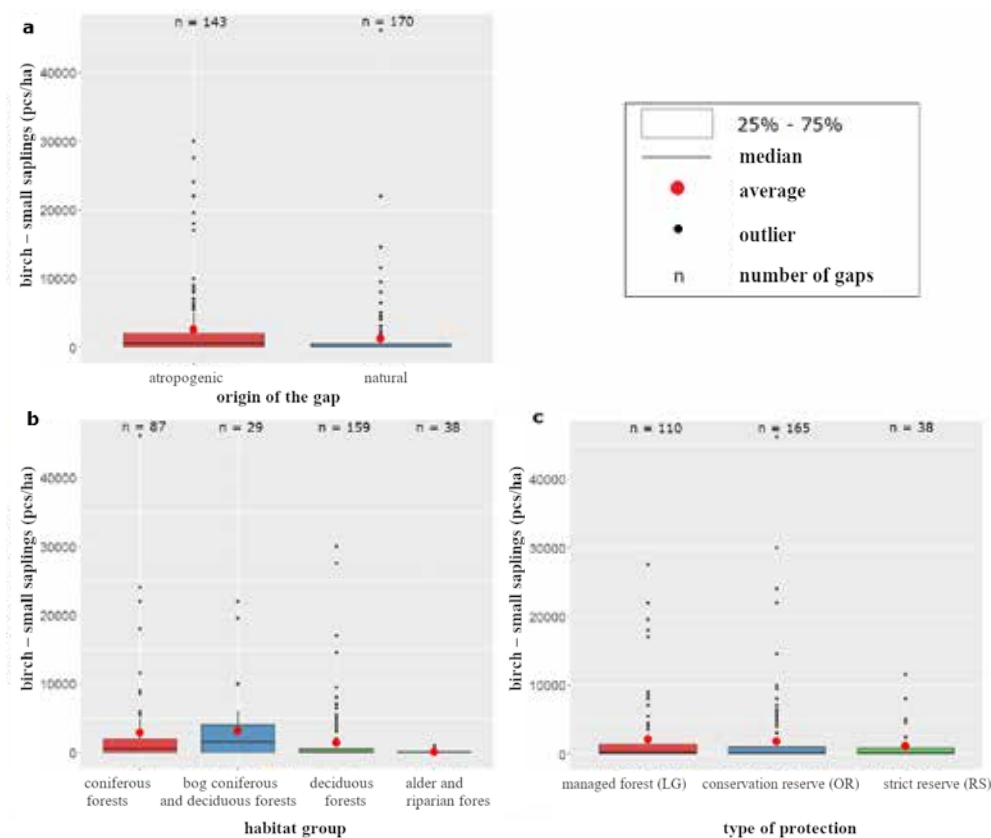 a
n = 143 n = 170
birch – small saplings (pcs/ha)
40000
30000
20000
10000
0
atropogenic natural
origin of the gap
25% - 75%
median
average
outlier
n number of gaps
b
n = 87 n = 29 n = 159 n = 38
birch – small saplings (pcs/ha)
40000
30000
20000
10000
0
coniferous bog coniferous deciduous alder and
forests and deciduous forests forests riparian fores
habitat group
c
n = 110 n = 165 n = 38
birch – small saplings (pcs/ha)
40000
30000
20000
10000
0
managed forest (LG) conservation reserve (OR) strict reserve (RS)
type of protection